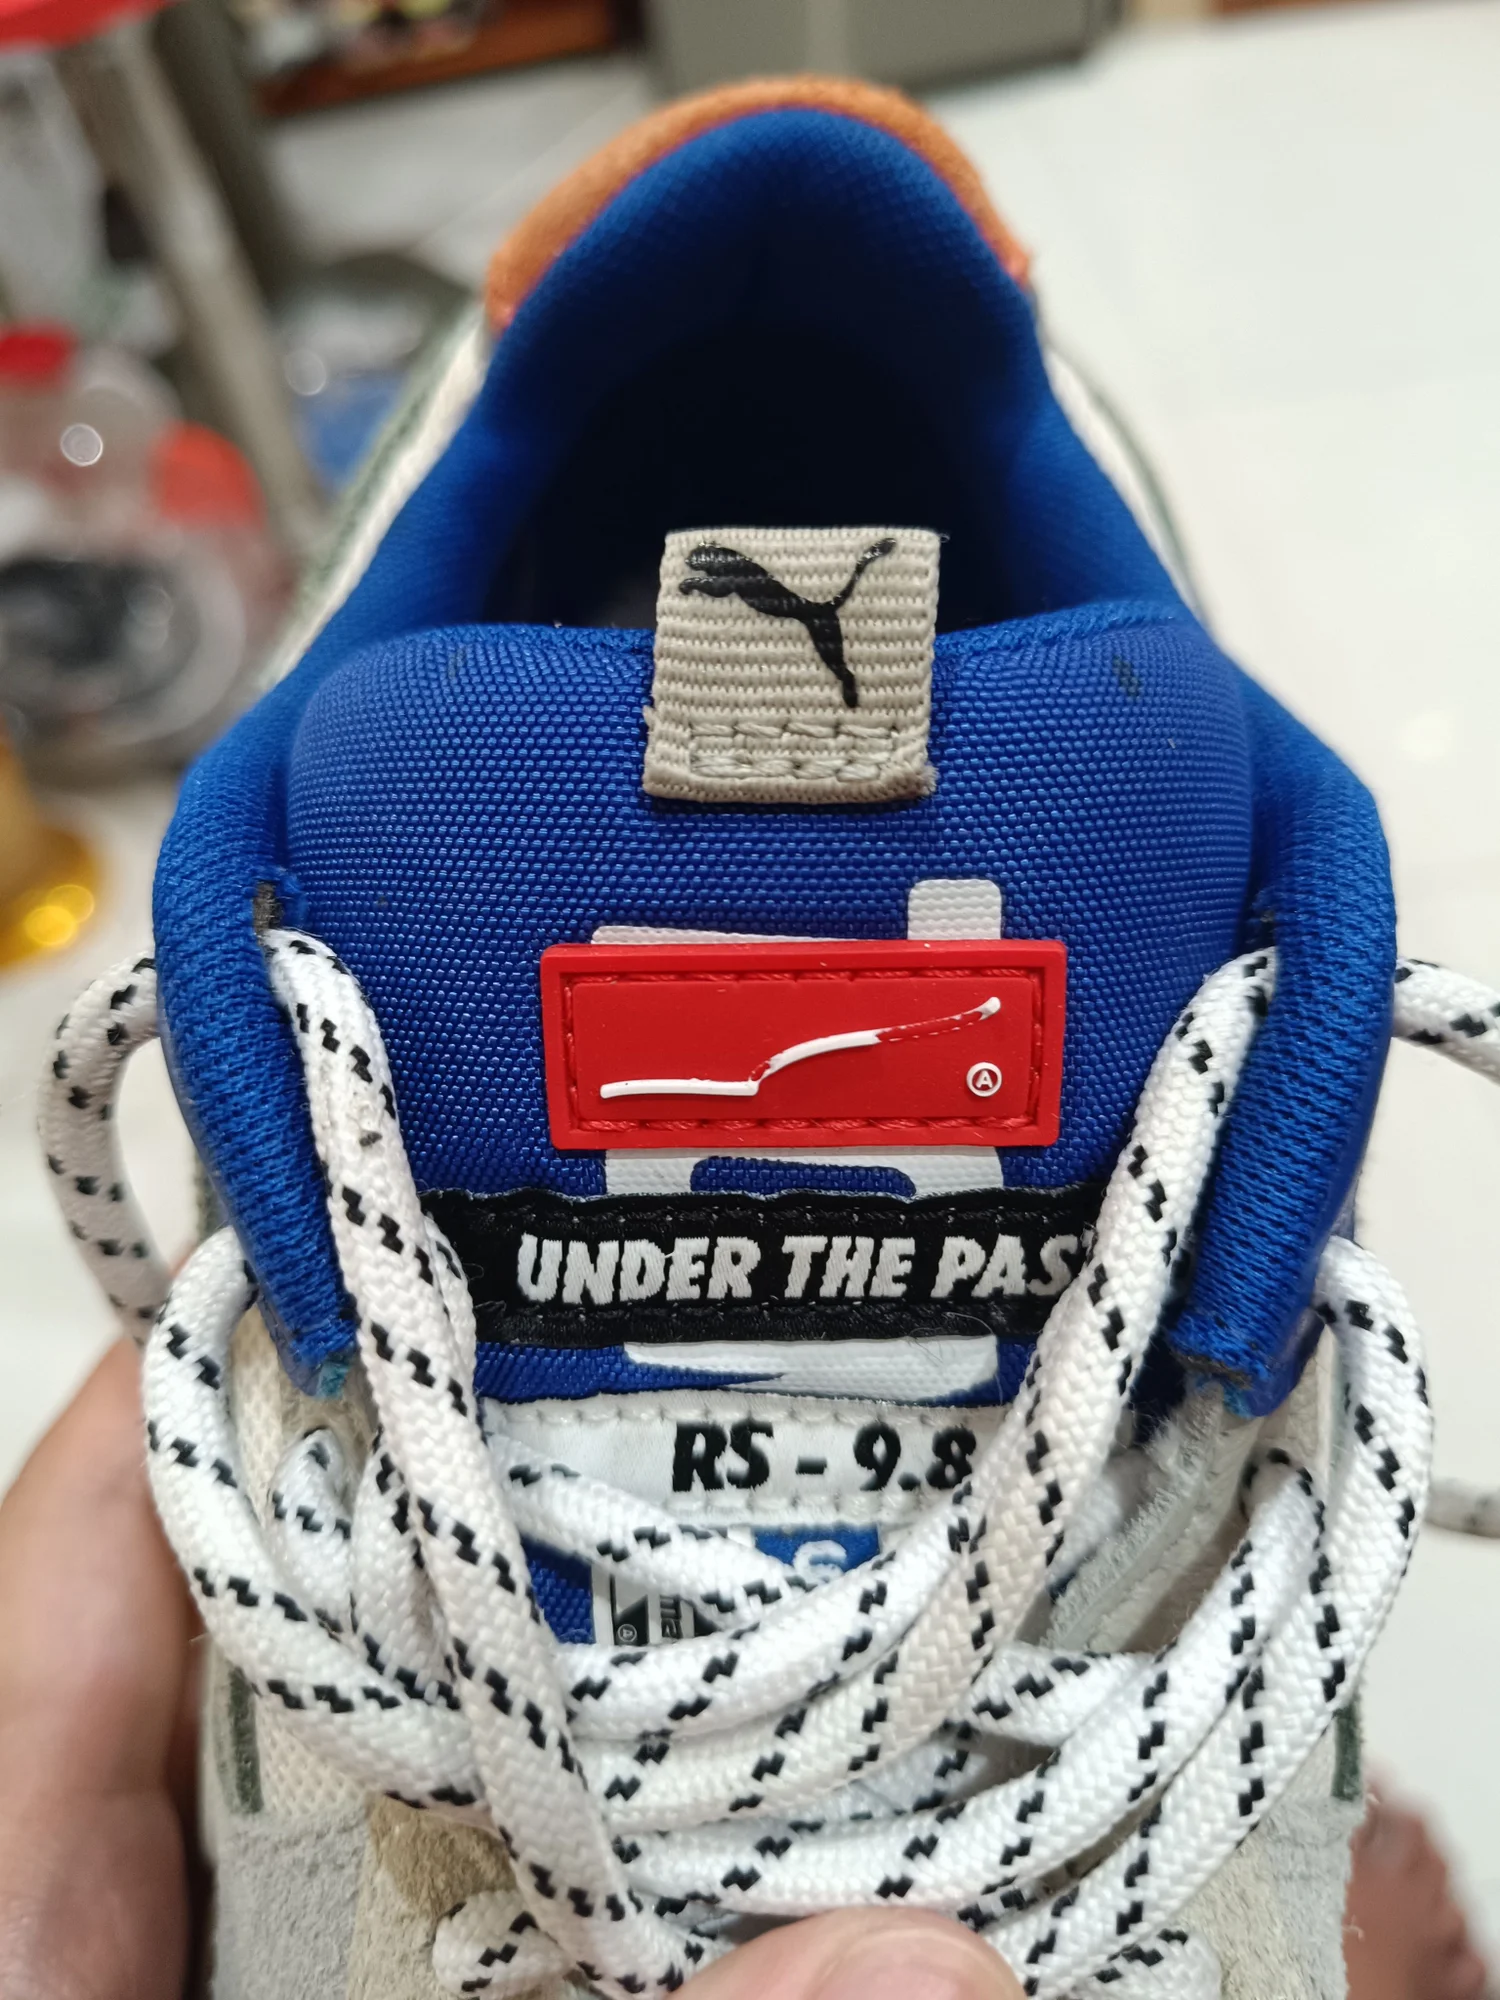 Ⓐ
UNDER THE PAS
RS - 9.8